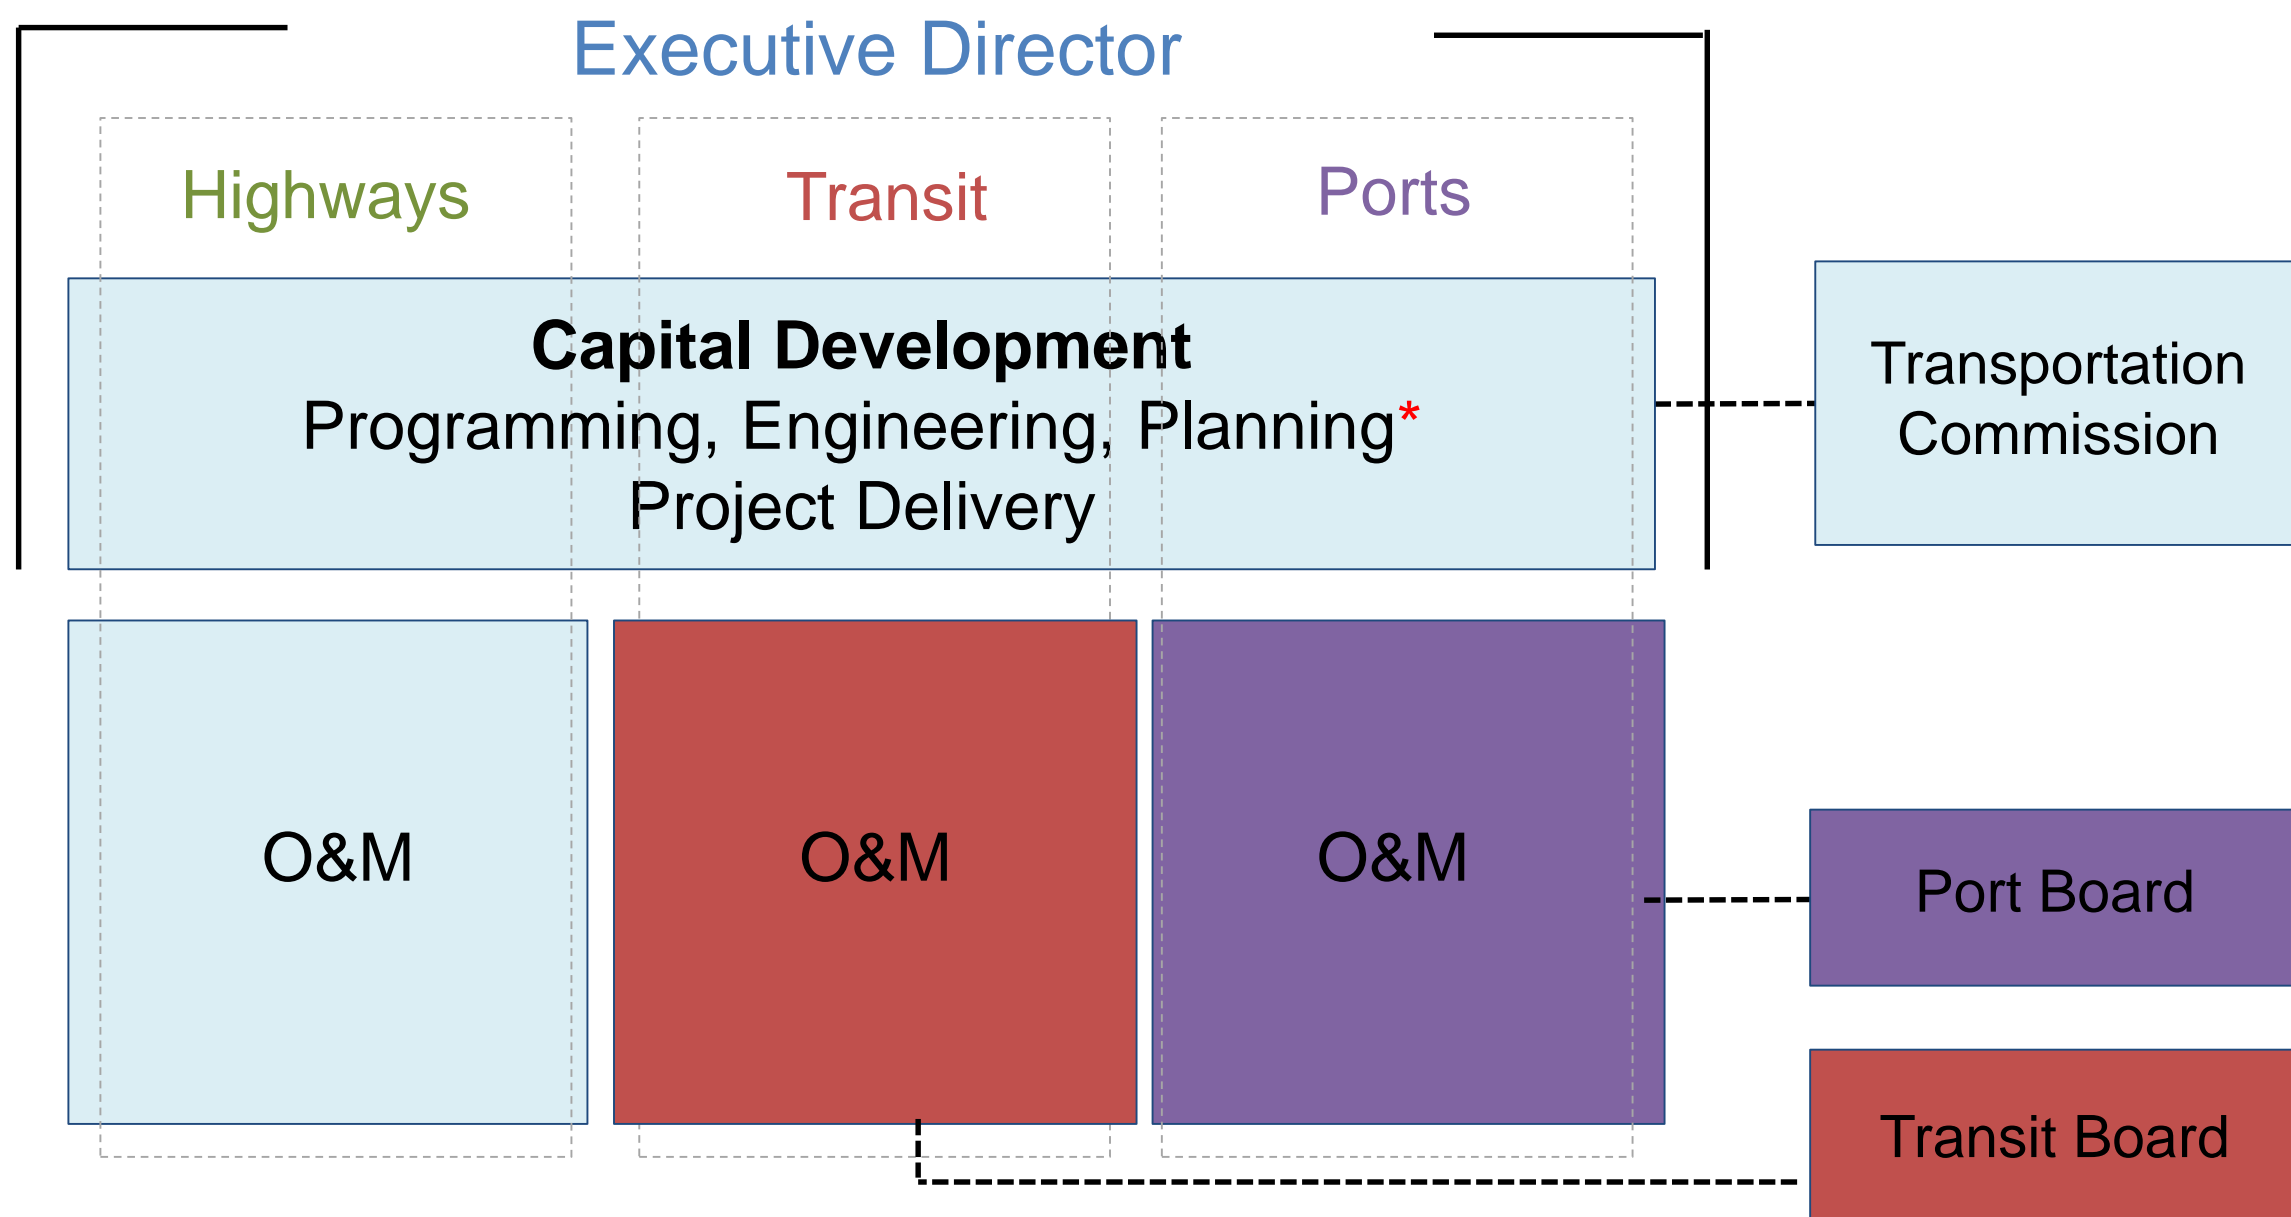 Executive Director
Highways
Transit
Ports
Capital Development
Programming, Engineering, Planning*
Project Delivery
Transportation
Commission
O&M
O&M
O&M
Port Board
Transit Board